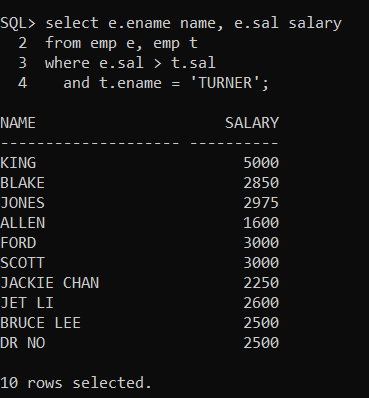 SQL> select e.ename name, e.sal salary
  2  from emp e, emp t
  3  where e.sal > t.sal
  4    and t.ename = 'TURNER';

NAME                     SALARY
-------------------- ----------
KING                       5000
BLAKE                      2850
JONES                      2975
ALLEN                      1600
FORD                       3000
SCOTT                      3000
JACKIE CHAN                2250
JET LI                     2600
BRUCE LEE                  2500
DR NO                      2500

10 rows selected.